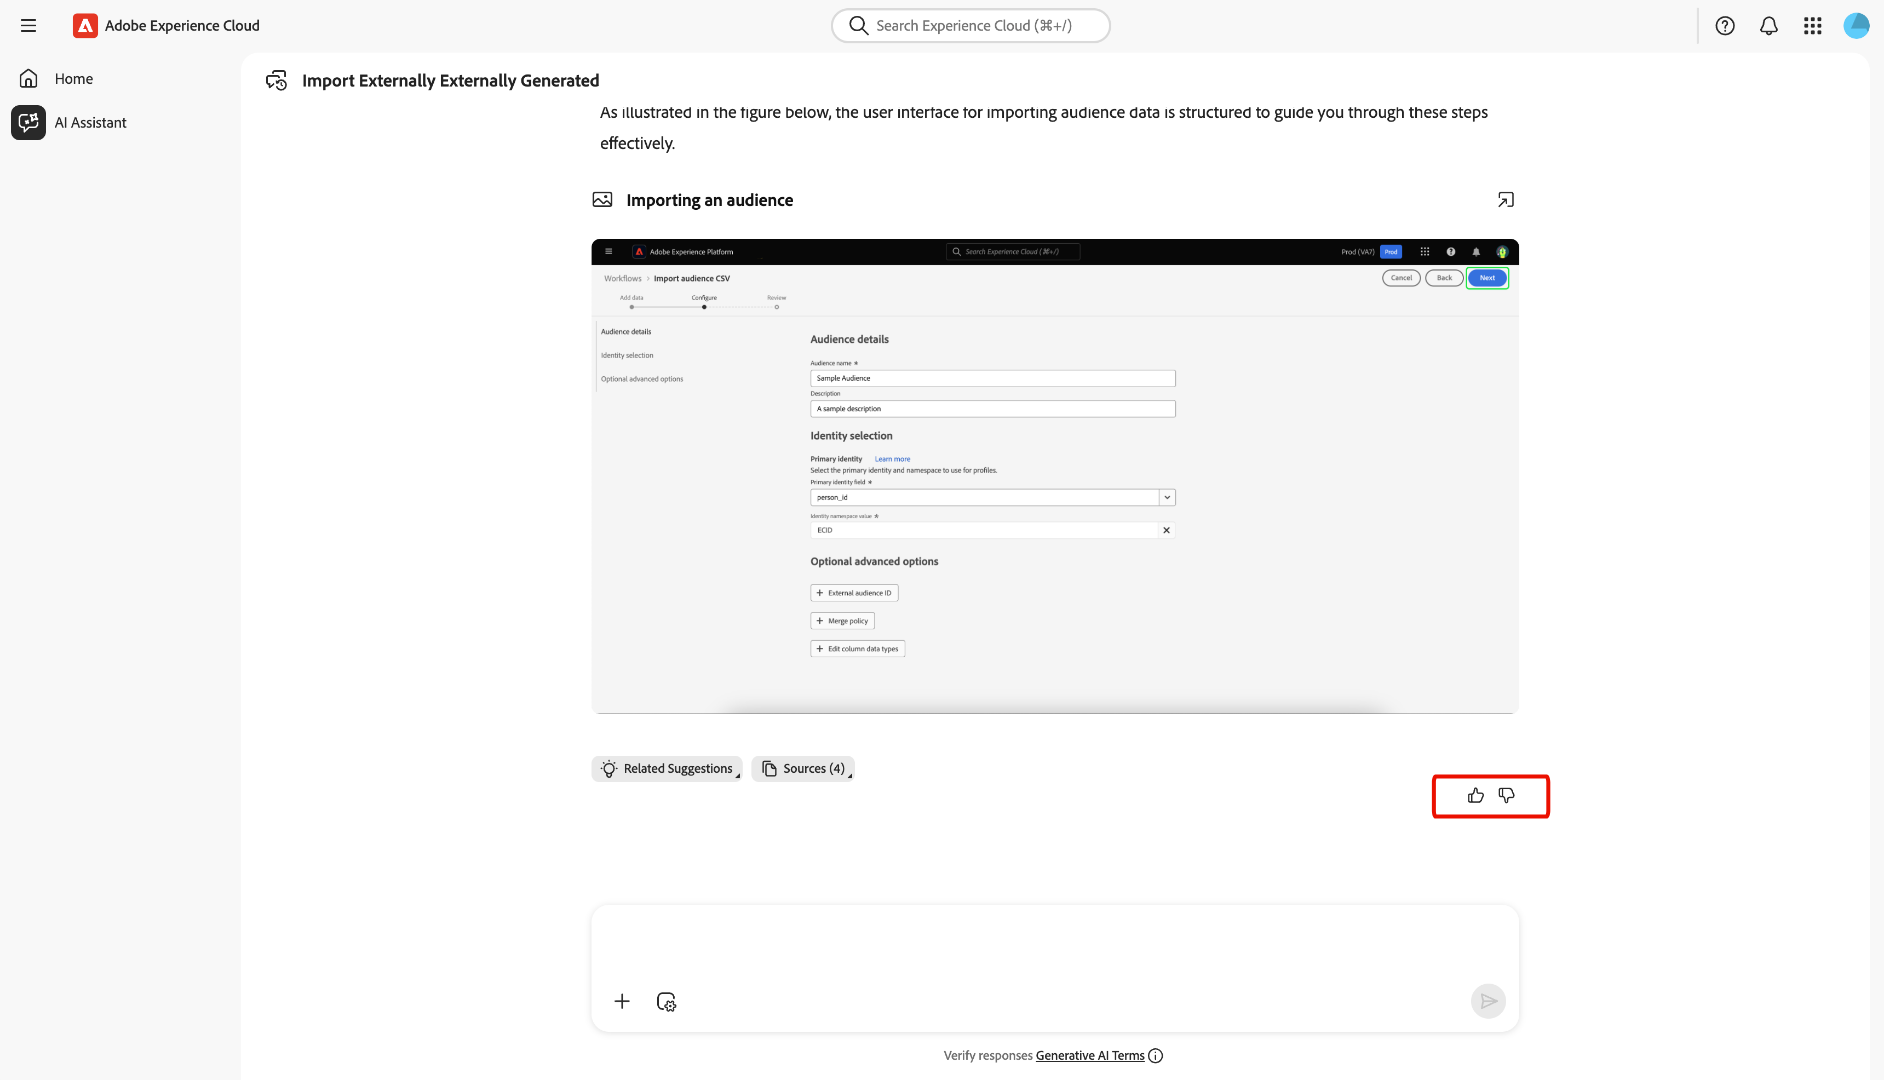 Adobe Experience Cloud
Search Experience Cloud (⌘+/)
Home
AI Assistant
Import Externally Externally Generated
As illustrated in the figure below, the user interface for importing audience data is structured to guide you through these steps
effectively.
Importing an audience
Adobe Experience Platform
Search Experience Cloud (⌘+/)
Prod (VA7)
Prod
Workflows > Import audience CSV
Cancel
Back
Next
Add data
Configure
Review
Audience details
Identity selection
Optional advanced options
Audience details
Audience name *
Sample Audience
Description
A sample description
Identity selection
Primary identity Learn more
Select the primary identity and namespace to use for profiles.
Primary identity field *
person_id
Identity namespace value *
ECID
Optional advanced options
+ External audience ID
+ Merge policy
+ Edit column data types
Related Suggestions
Sources (4)
Verify responses Generative AI Terms